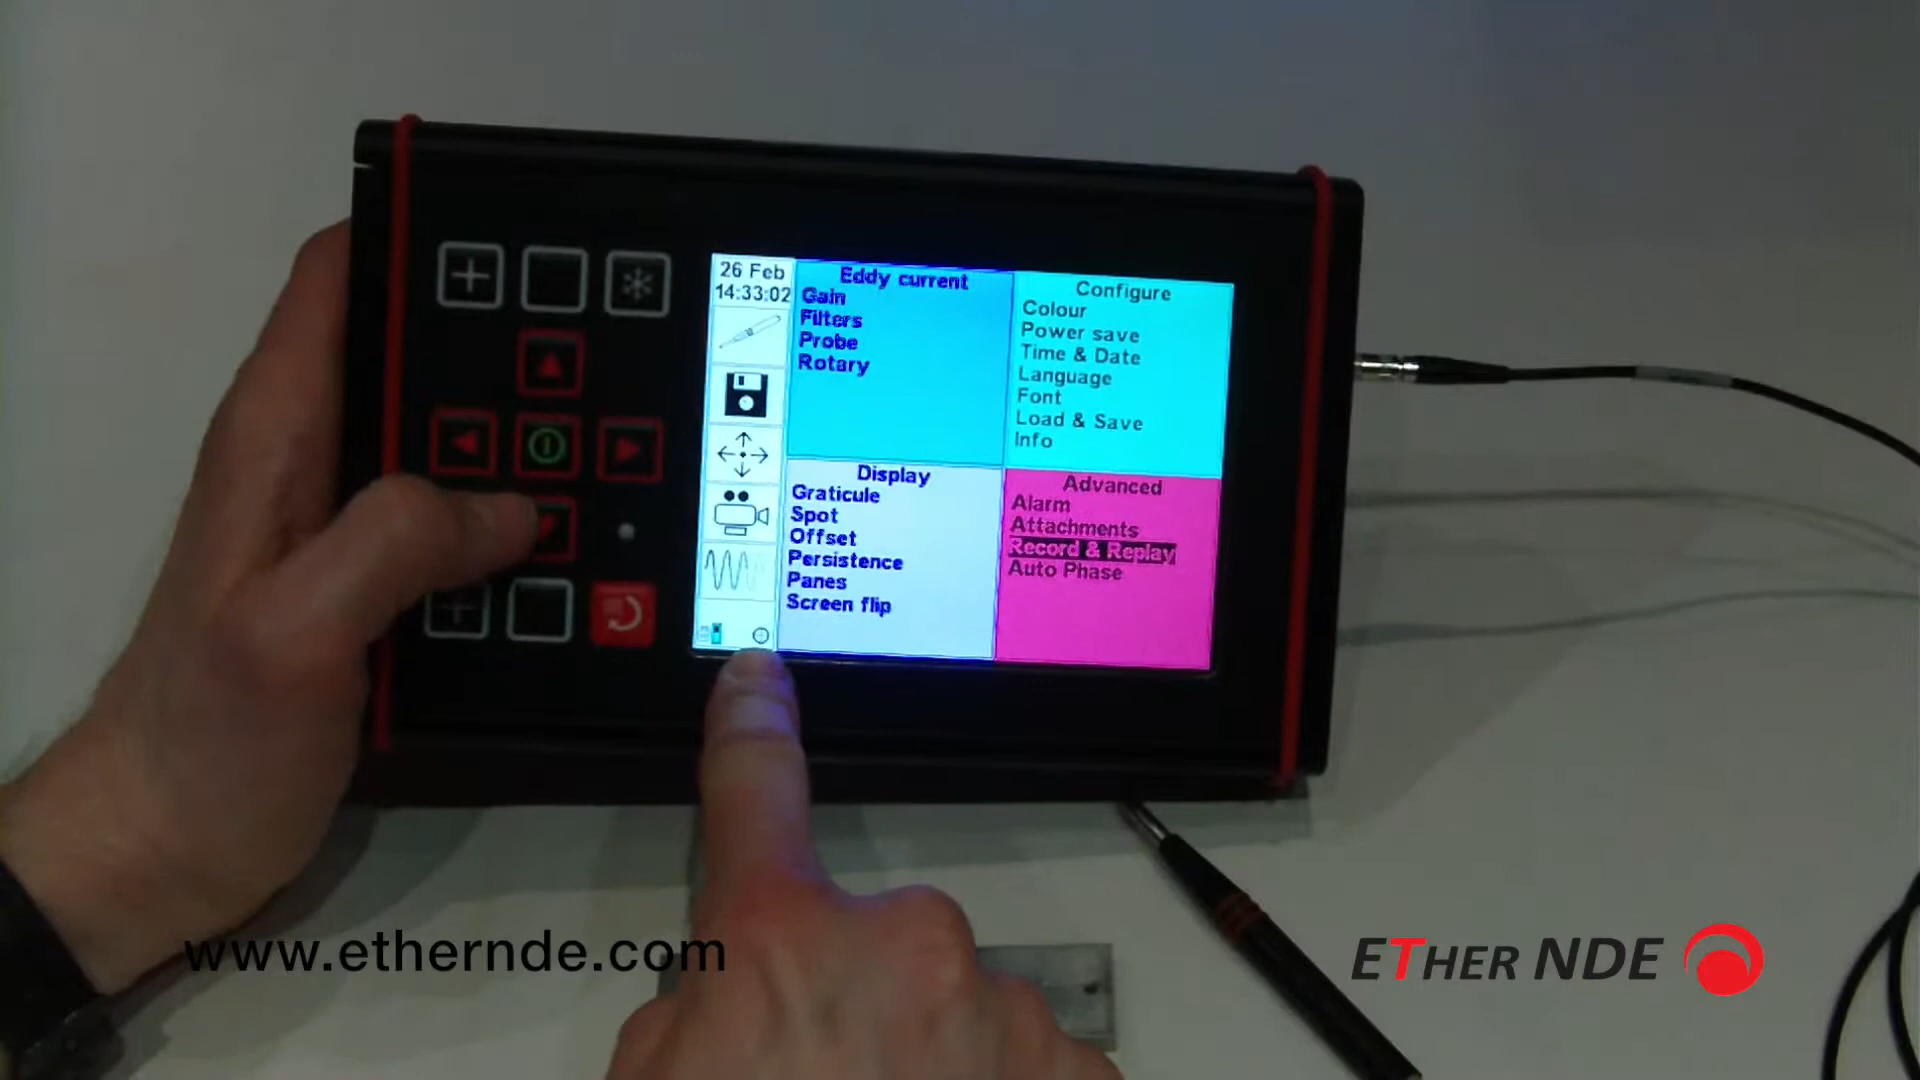 26 Feb
14:33:02
Eddy current
Gain
Filters
Probe
Rotary
Configure
Colour
Power save
Time & Date
Language
Font
Load & Save
Info
Display
Graticule
Spot
Offset
Persistence
Panes
Screen flip
Advanced
Alarm
Attachments
Record & Replay
Auto Phase
www.ethernde.com
ETHER NDE